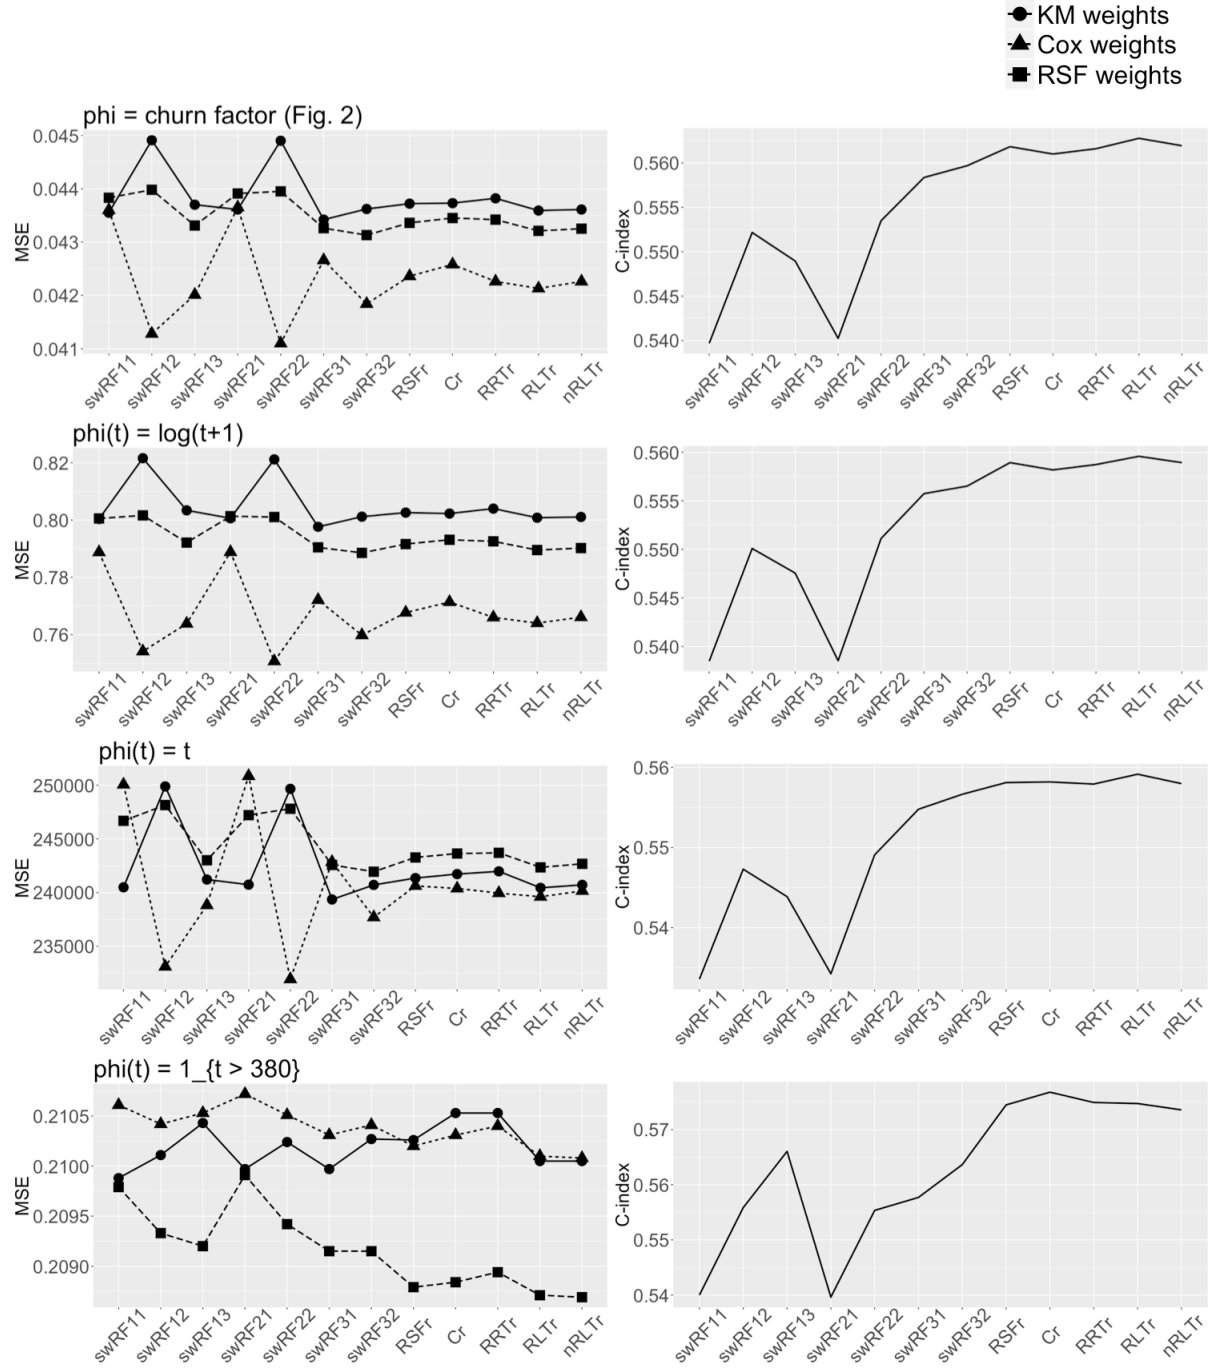 KM weights
Cox weights
RSF weights
phi = churn factor (Fig. 2)
0.045
0.044
0.043
0.042
0.041
MSE
swRF11 swRF12 swRF13 swRF21 swRF22 swRF31 swRF32 RSFr Cr RRTr RLTr nRLTr
0.560
0.555
0.550
0.545
0.540
C-index
swRF11 swRF12 swRF13 swRF21 swRF22 swRF31 swRF32 RSFr Cr RRTr RLTr nRLTr
phi(t) = log(t+1)
0.82
0.80
0.78
0.76
MSE
swRF11 swRF12 swRF13 swRF21 swRF22 swRF31 swRF32 RSFr Cr RRTr RLTr nRLTr
0.560
0.555
0.550
0.545
0.540
C-index
swRF11 swRF12 swRF13 swRF21 swRF22 swRF31 swRF32 RSFr Cr RRTr RLTr nRLTr
phi(t) = t
250000
245000
240000
235000
MSE
swRF11 swRF12 swRF13 swRF21 swRF22 swRF31 swRF32 RSFr Cr RRTr RLTr nRLTr
0.56
0.55
0.54
C-index
swRF11 swRF12 swRF13 swRF21 swRF22 swRF31 swRF32 RSFr Cr RRTr RLTr nRLTr
phi(t) = 1_{t > 380}
0.2105
0.2100
0.2095
0.2090
MSE
swRF11 swRF12 swRF13 swRF21 swRF22 swRF31 swRF32 RSFr Cr RRTr RLTr nRLTr
0.57
0.56
0.55
0.54
C-index
swRF11 swRF12 swRF13 swRF21 swRF22 swRF31 swRF32 RSFr Cr RRTr RLTr nRLTr